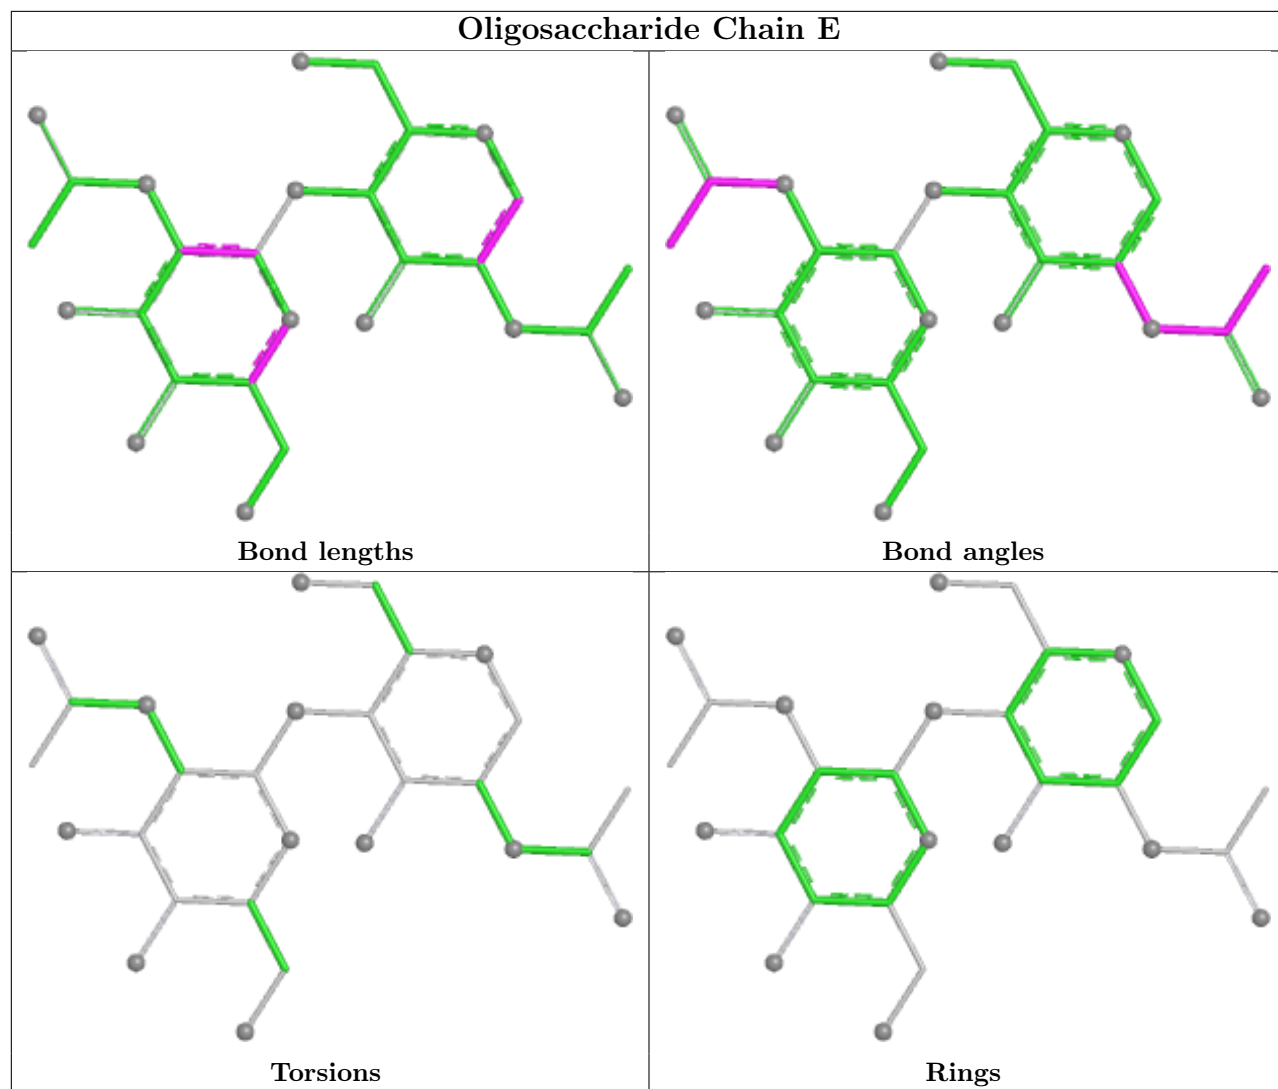 Oligosaccharide Chain E
Bond lengths
Bond angles
Torsions
Rings